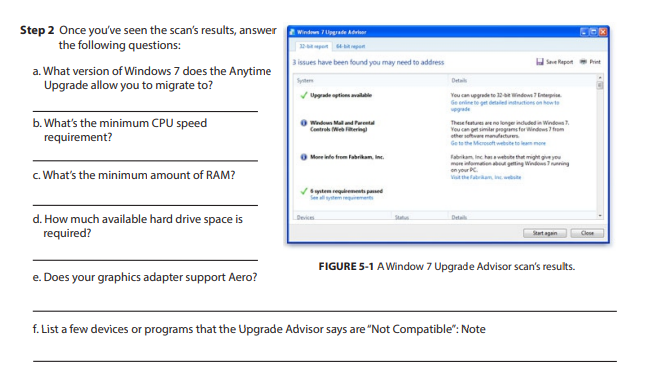 Step 2 Once you've seen the scan's results, answer
the following questions:
a. What version of Windows 7 does the Anytime
Upgrade allow you to migrate to?
b. What's the minimum CPU speed
requirement?
c. What's the minimum amount of RAM?
d. How much available hard drive space is
required?
e. Does your graphics adapter support Aero?
Windows 7 Upgrade Advisor
32-bit report 64-bit report
3 issues have been found you may need to address
Save Report Print
System Details
Upgrade options available
You can upgrade to 32-bit Windows 7 Enterprise.
Go online to get detailed instructions on how to
upgrade
Windows Mail and Parental
Controls (Web Filtering)
These features are no longer included in Windows 7.
You can get similar programs for Windows 7 from
other software manufacturers.
Go to the Microsoft website to learn more
More info from Fabrikam, Inc.
Fabrikam, Inc. has a website that might give you
more information about getting Windows 7 running
on your PC.
Visit the Fabrikam, Inc. website
6 system requirements passed
See all system requirements
Devices Status Details
Start again Close
FIGURE 5-1 A Window 7 Upgrade Advisor scan's results.
f. List a few devices or programs that the Upgrade Advisor says are "Not Compatible": Note